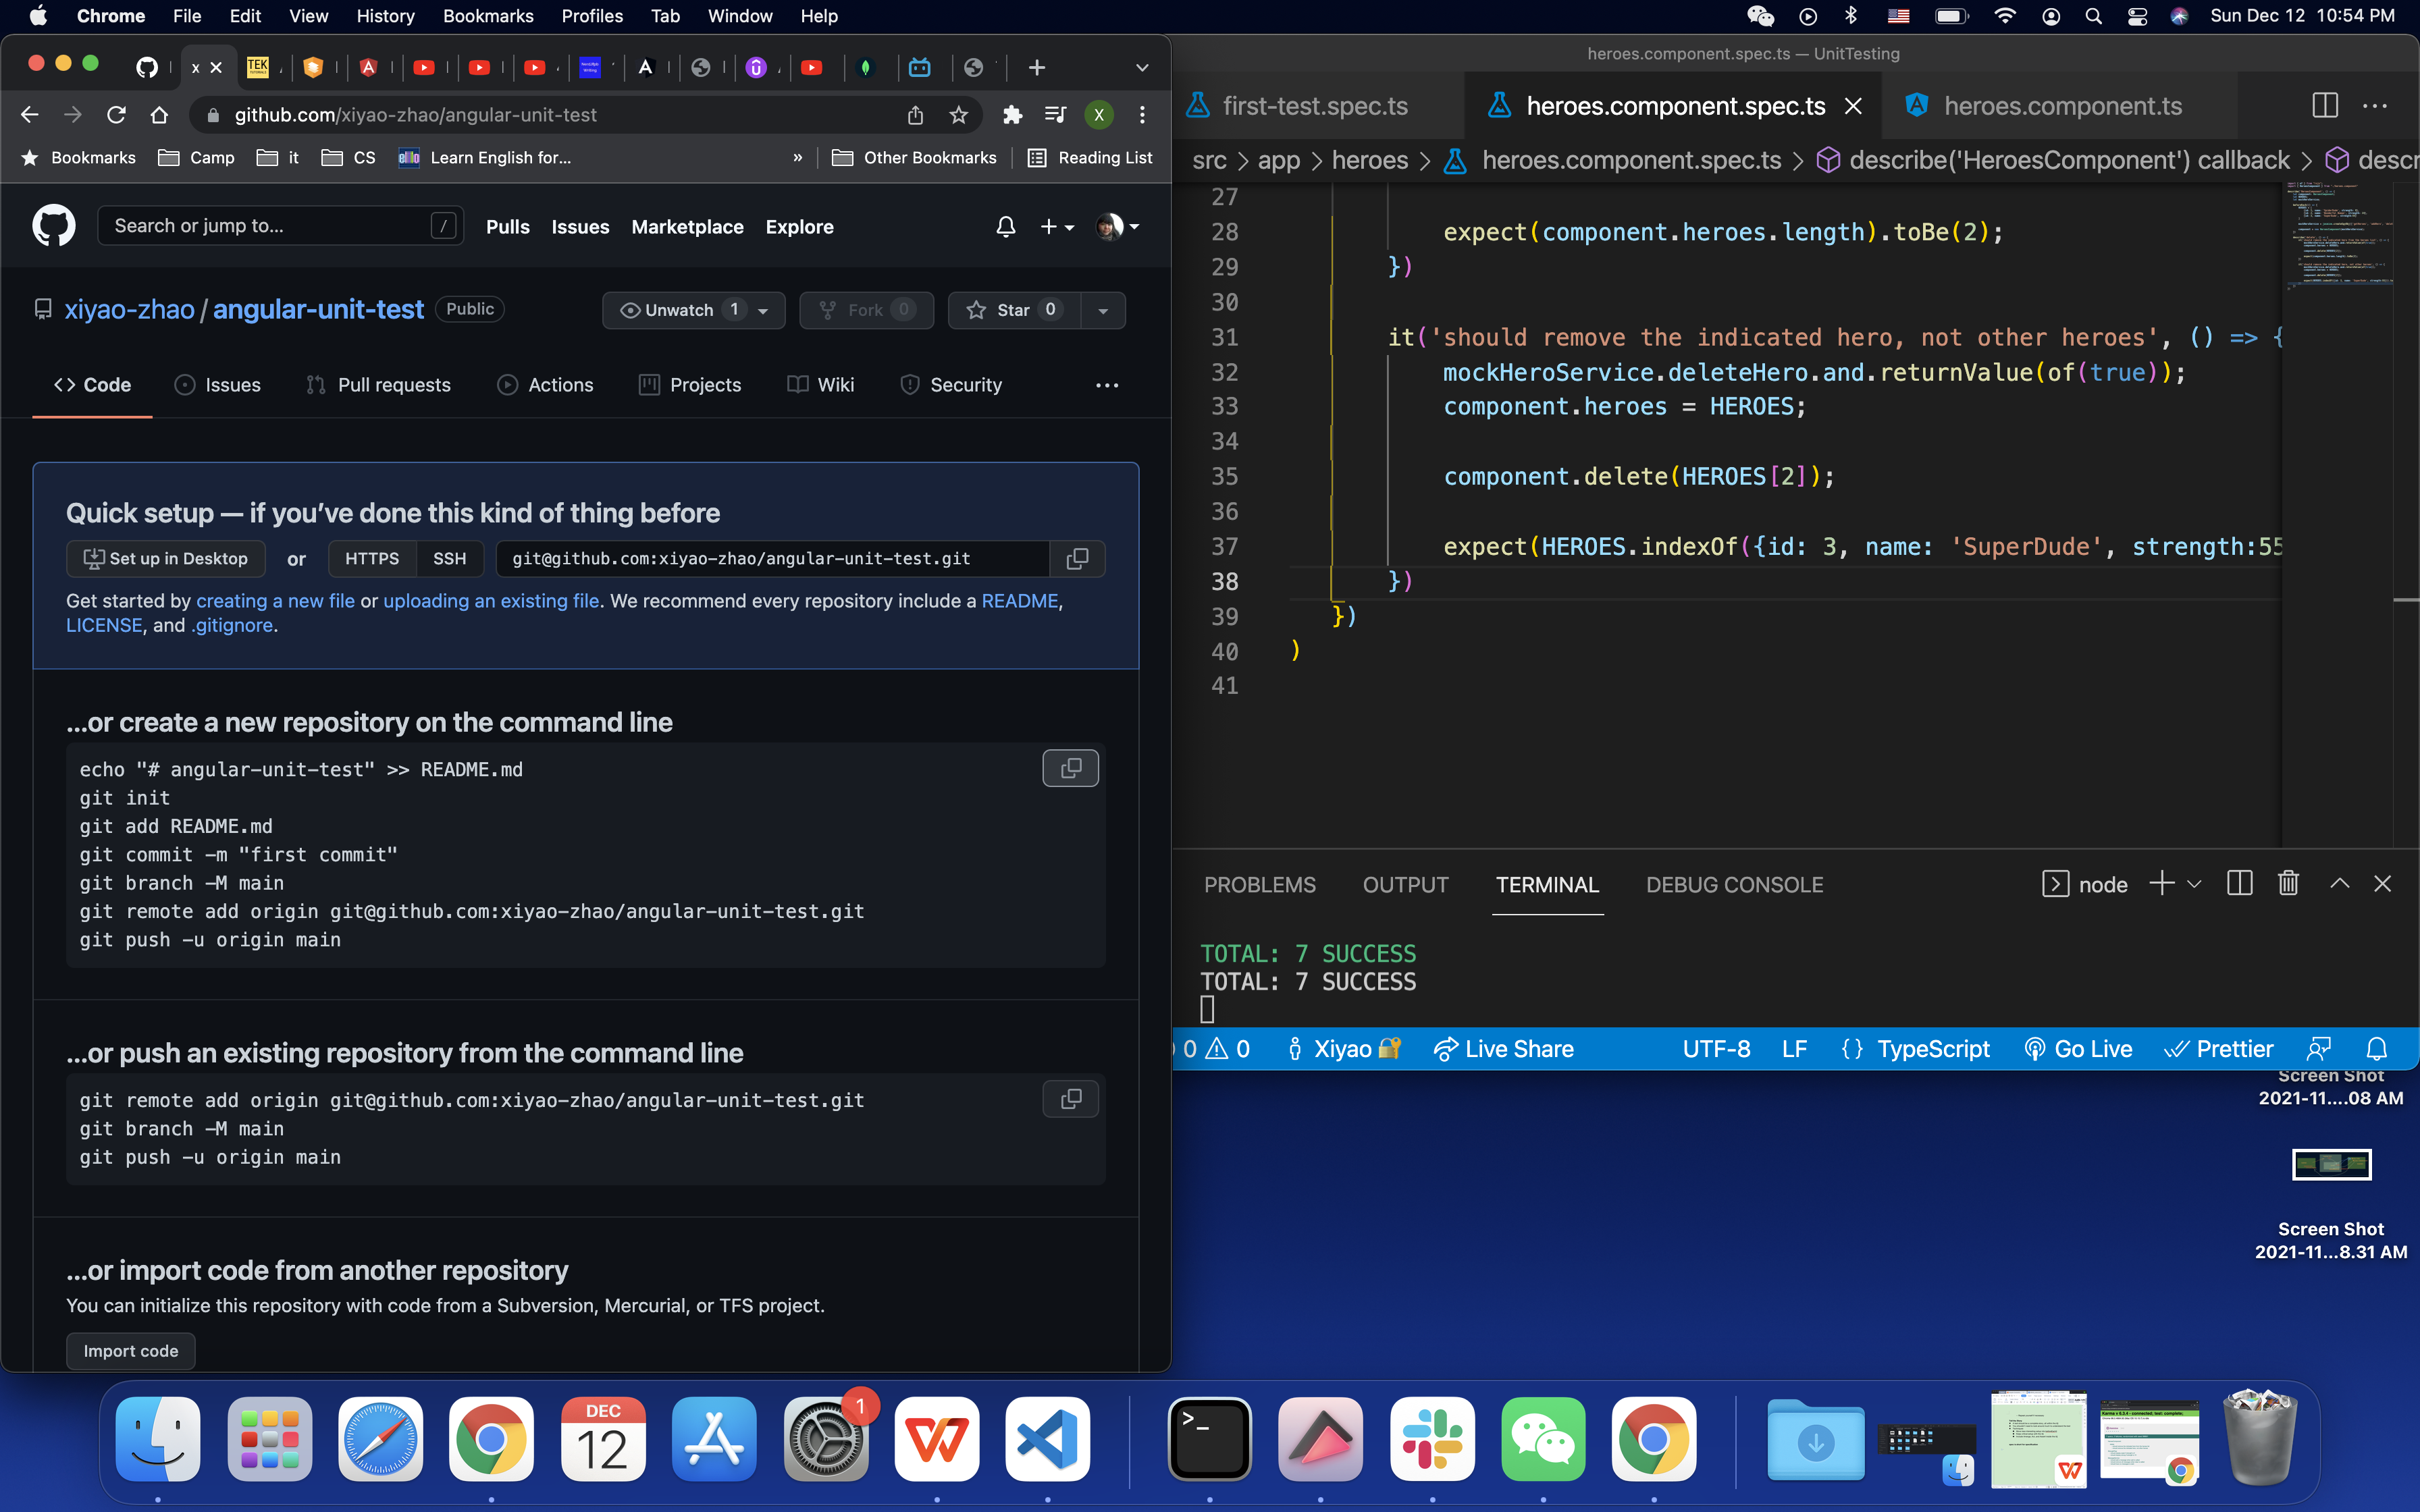 Chrome File Edit View History Bookmarks Profiles Tab Window Help
Sun Dec 12 10:54 PM
x
TEK
github.com/xiyao-zhao/angular-unit-test
X
Bookmarks Camp it CS Learn English for... » Other Bookmarks Reading List
Search or jump to... /
Pulls Issues Marketplace Explore
xiyao-zhao / angular-unit-test Public
Unwatch 1 Fork 0 Star 0
Code Issues Pull requests Actions Projects Wiki Security
Quick setup — if you’ve done this kind of thing before
Set up in Desktop or HTTPS SSH git@github.com:xiyao-zhao/angular-unit-test.git
Get started by creating a new file or uploading an existing file. We recommend every repository include a README,
LICENSE, and .gitignore.
…or create a new repository on the command line
echo "# angular-unit-test" >> README.md
git init
git add README.md
git commit -m "first commit"
git branch -M main
git remote add origin git@github.com:xiyao-zhao/angular-unit-test.git
git push -u origin main
…or push an existing repository from the command line
git remote add origin git@github.com:xiyao-zhao/angular-unit-test.git
git branch -M main
git push -u origin main
…or import code from another repository
You can initialize this repository with code from a Subversion, Mercurial, or TFS project.
Import code
heroes.component.spec.ts — UnitTesting
first-test.spec.ts heroes.component.spec.ts heroes.component.ts
src > app > heroes > heroes.component.spec.ts > describe('HeroesComponent') callback > descr
27
28 expect(component.heroes.length).toBe(2);
29 })
30
31 it('should remove the indicated hero, not other heroes', () => {
32 mockHeroService.deleteHero.and.returnValue(of(true));
33 component.heroes = HEROES;
34
35 component.delete(HEROES[2]);
36
37 expect(HEROES.indexOf({id: 3, name: 'SuperDude', strength:55
38 })
39 })
40 )
41
PROBLEMS OUTPUT TERMINAL DEBUG CONSOLE
node
TOTAL: 7 SUCCESS
TOTAL: 7 SUCCESS
0 0 Xiyao Live Share UTF-8 LF {} TypeScript Go Live Prettier
Screen Shot
2021-11....08 AM
Screen Shot
2021-11...8.31 AM
DEC
12
1